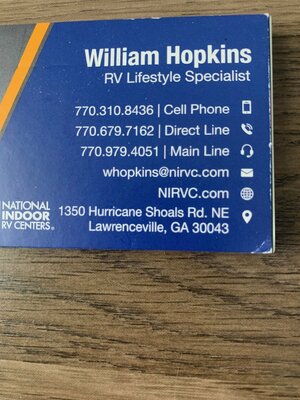 William Hopkins
RV Lifestyle Specialist
770.310.8436 | Cell Phone
770.679.7162 | Direct Line
770.979.4051 | Main Line
whopkins@nirvc.com
NIRVC.com
1350 Hurricane Shoals Rd. NE
Lawrenceville, GA 30043
NATIONAL
INDOOR
RV CENTERS®